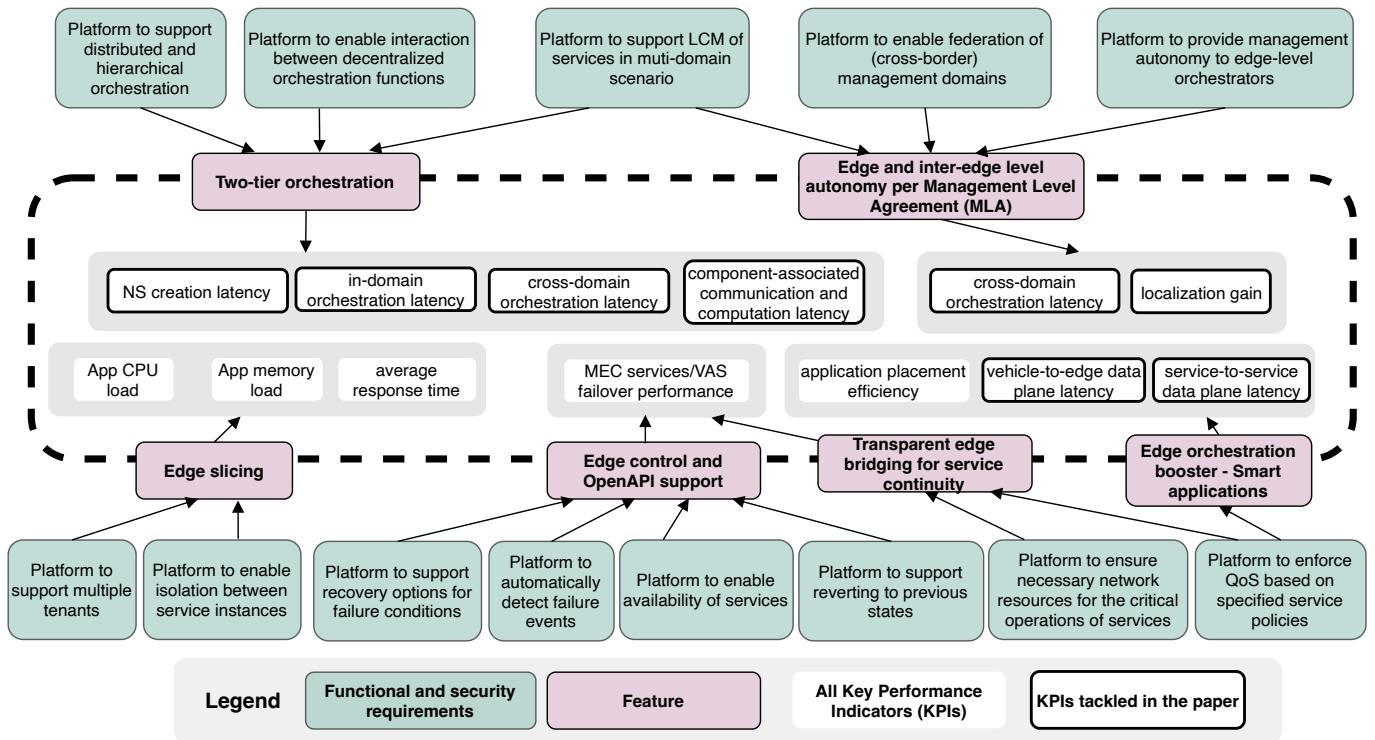 Platform to support
distributed and
hierarchical
orchestration
Platform to enable interaction
between decentralized
orchestration functions
Platform to support LCM of
services in muti-domain
scenario
Platform to enable federation of
(cross-border)
management domains
Platform to provide management
autonomy to edge-level
orchestrators
Two-tier orchestration
Edge and inter-edge level
autonomy per Management Level
Agreement (MLA)
NS creation latency
in-domain
orchestration latency
cross-domain
orchestration latency
component-associated
communication and
computation latency
cross-domain
orchestration latency
localization gain
App CPU
load
App memory
load
average
response time
MEC services/VAS
failover performance
application placement
efficiency
vehicle-to-edge data
plane latency
service-to-service
data plane latency
Edge slicing
Edge control and
OpenAPI support
Transparent edge
bridging for service
continuity
Edge orchestration
booster - Smart
applications
Platform to
support multiple
tenants
Platform to enable
isolation between
service instances
Platform to support
recovery options for
failure conditions
Platform to
automatically
detect failure
events
Platform to enable
availability of services
Platform to support
reverting to previous
states
Platform to ensure
necessary network
resources for the critical
operations of services
Platform to enforce
QoS based on
specified service
policies
Legend
Functional and security
requirements
Feature
All Key Performance
Indicators (KPIs)
KPIs tackled in the paper